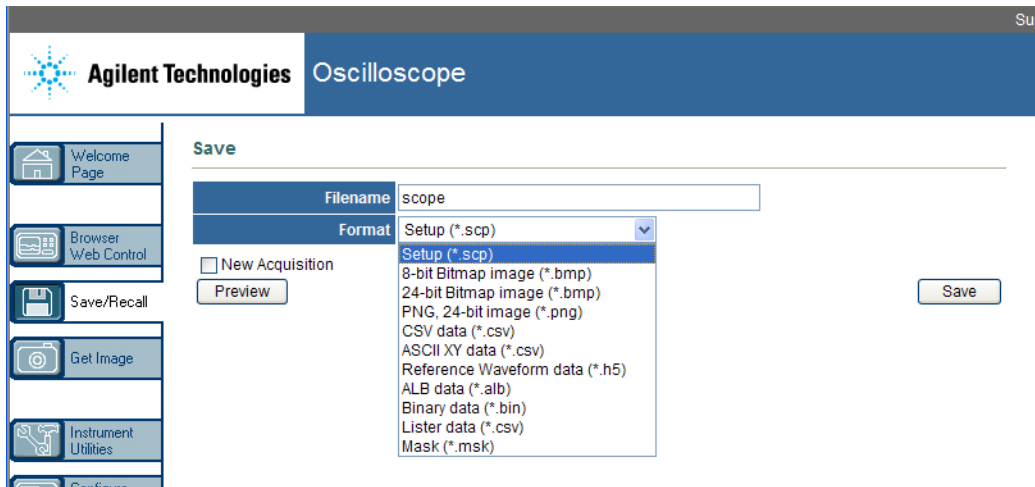 Su
Agilent Technologies
Oscilloscope
Welcome
Page
Browser
Web Control
Save/Recall
Get Image
Instrument
Utilities
Save
Filename scope
Format Setup (*.scp)
Setup (*.scp)
8-bit Bitmap image (*.bmp)
24-bit Bitmap image (*.bmp)
PNG, 24-bit image (*.png)
CSV data (*.csv)
ASCII XY data (*.csv)
Reference Waveform data (*.h5)
ALB data (*.alb)
Binary data (*.bin)
Lister data (*.csv)
Mask (*.msk)
New Acquisition
Preview
Save